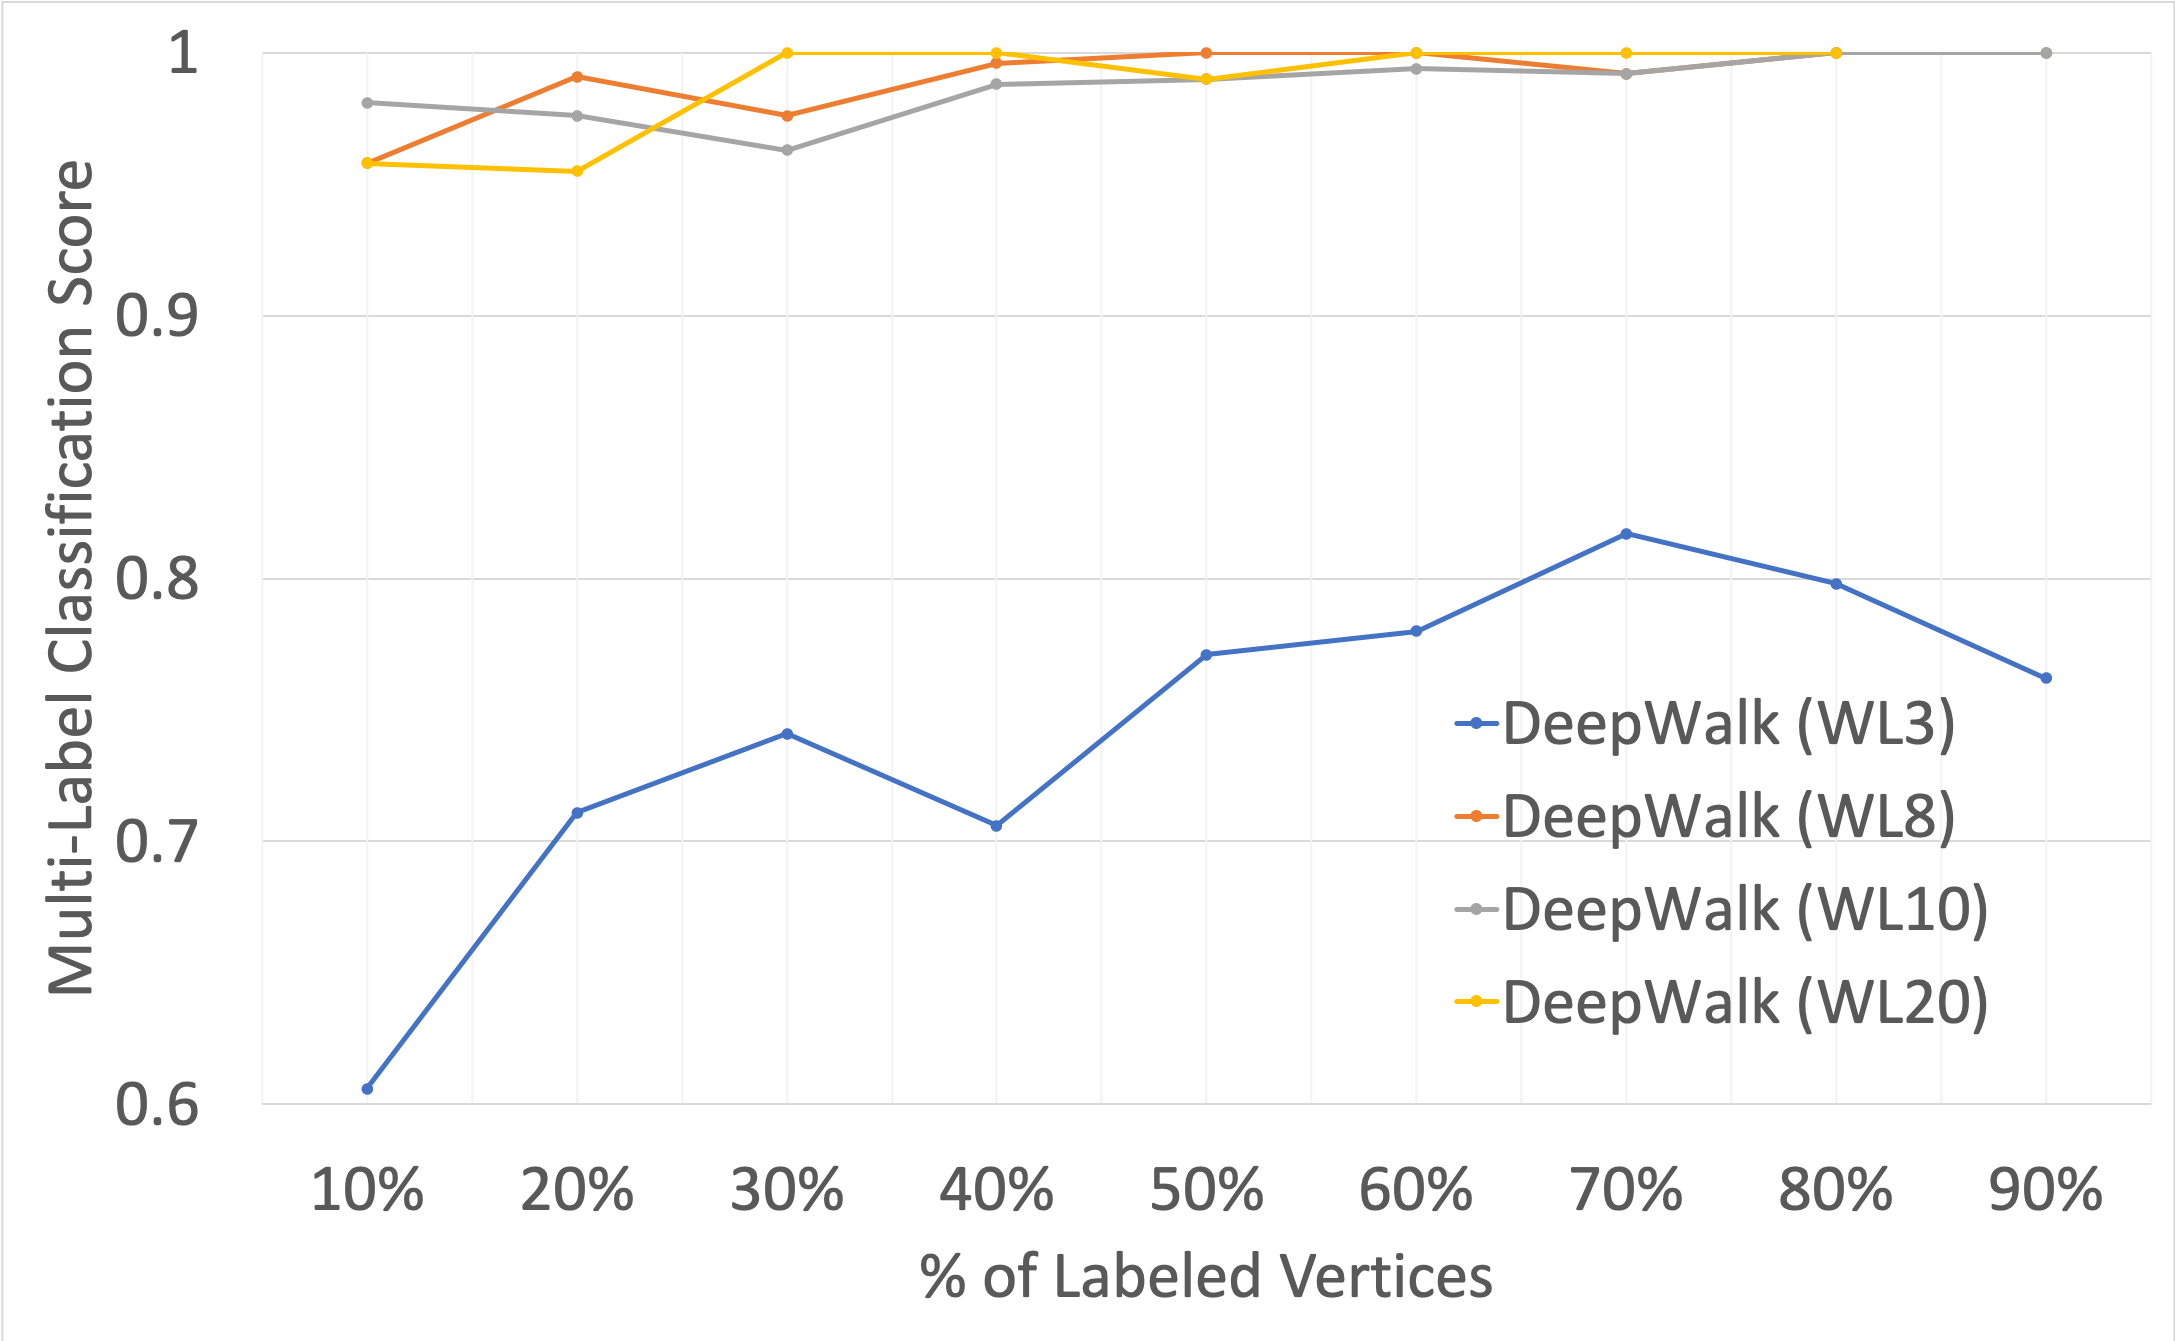 Multi-Label Classification Score
1
0.9
0.8
0.7
0.6
DeepWalk (WL3)
DeepWalk (WL8)
DeepWalk (WL10)
DeepWalk (WL20)
10% 20% 30% 40% 50% 60% 70% 80% 90%
% of Labeled Vertices